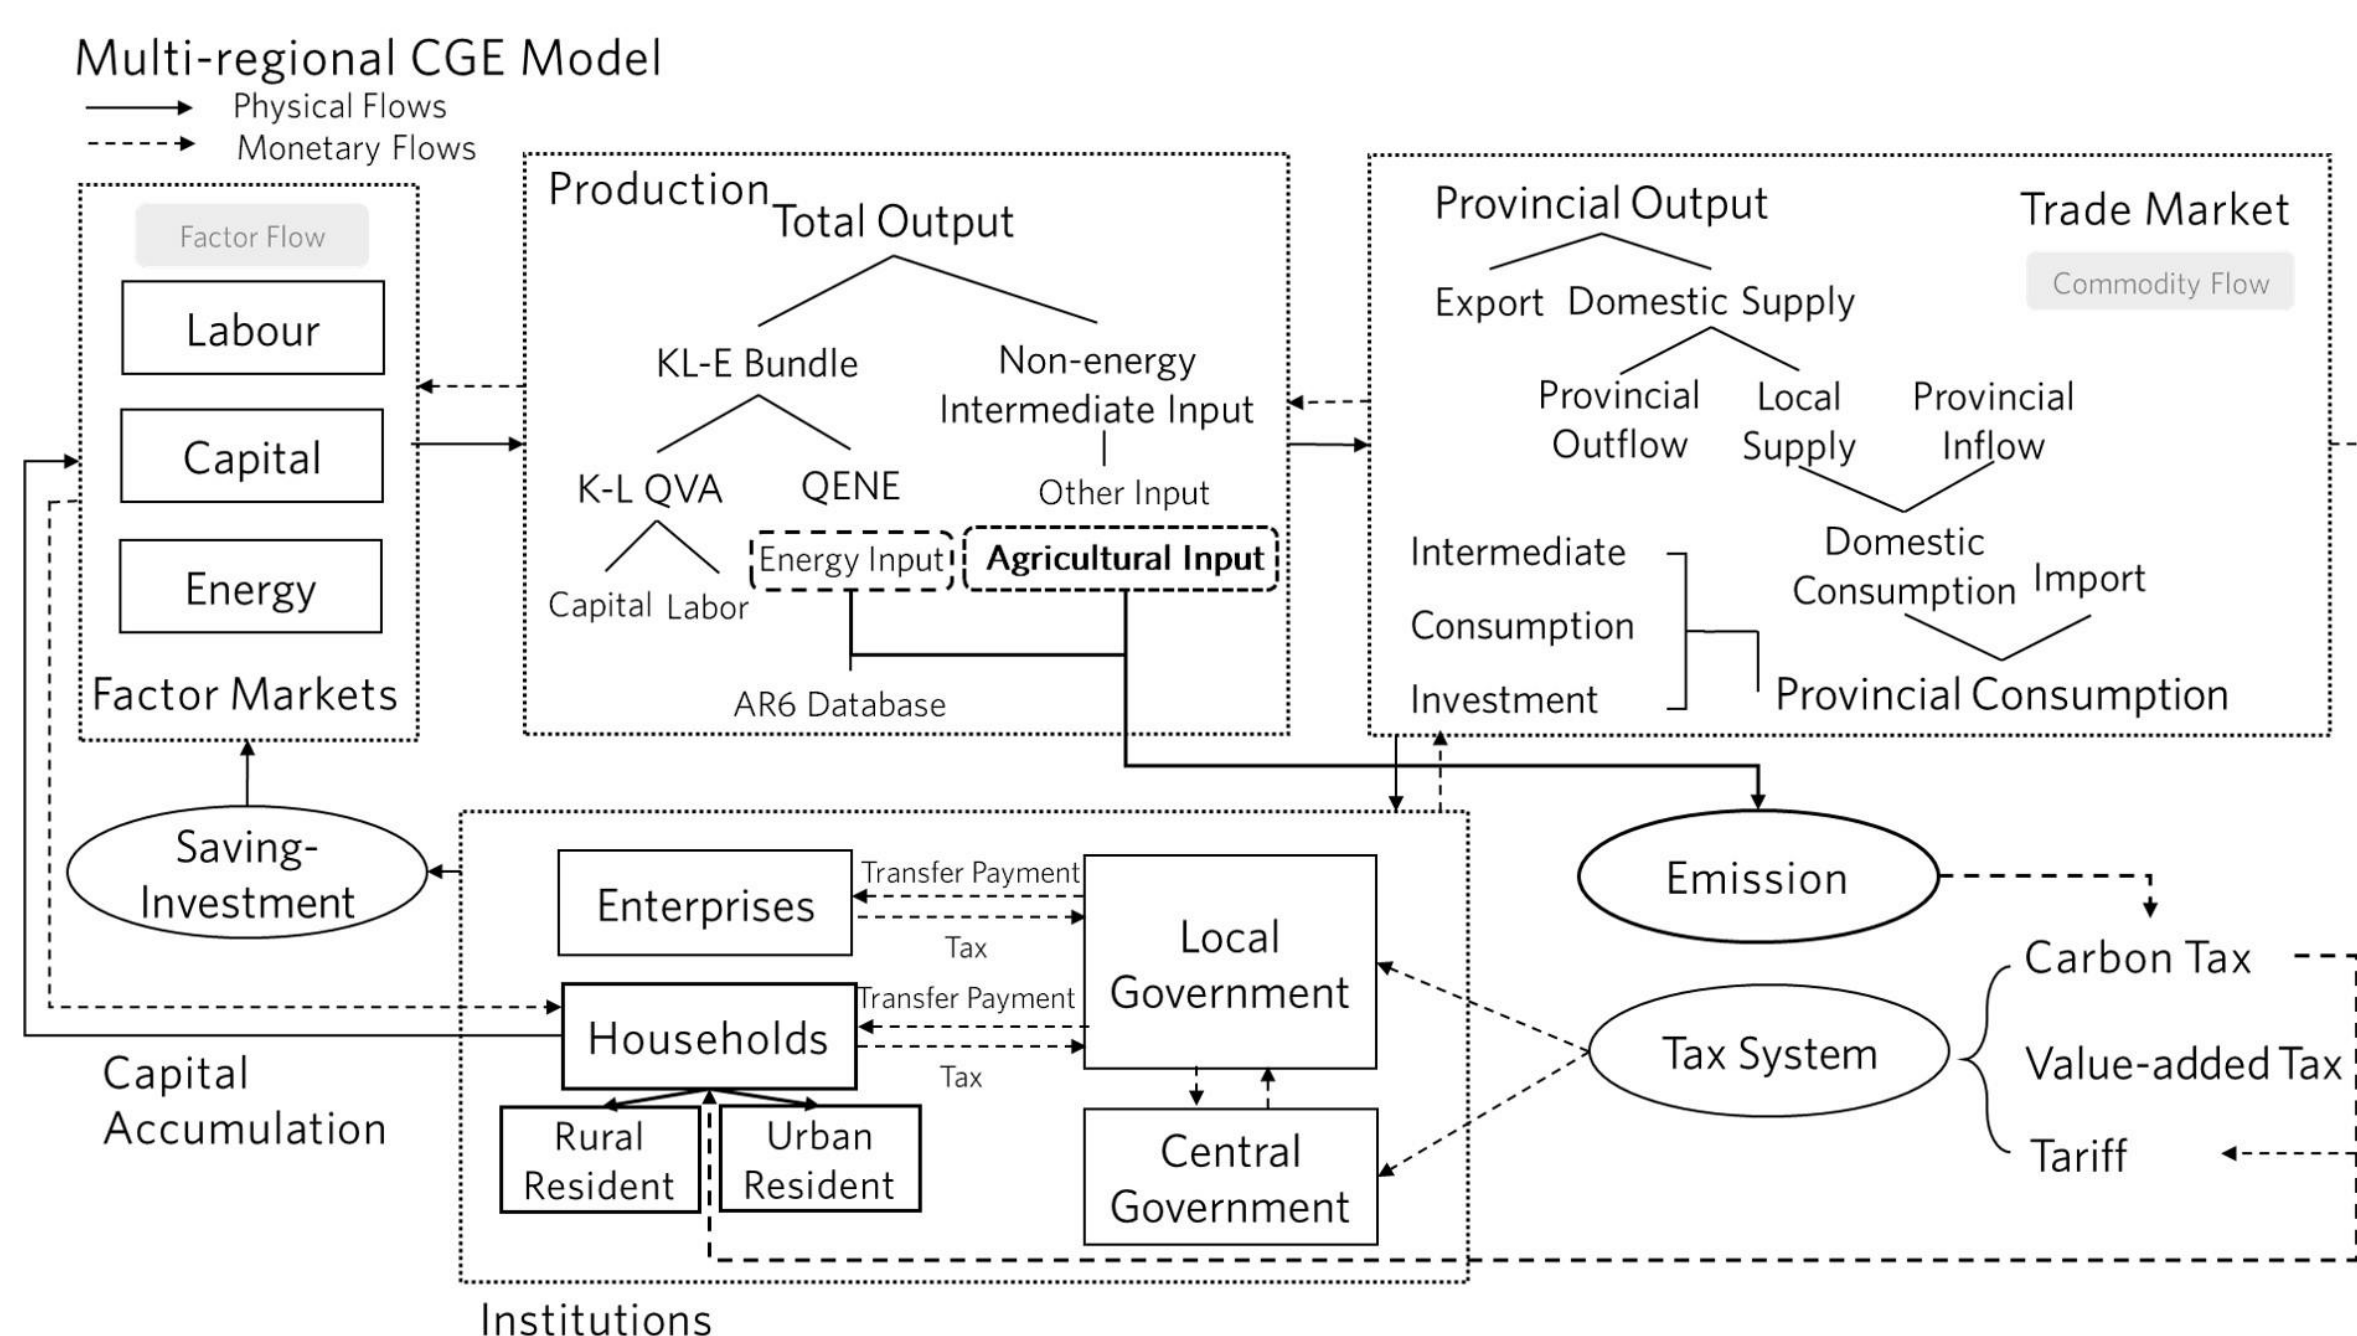 Multi-regional CGE Model
Physical Flows
Monetary Flows
Factor Flow
Labour
Capital
Energy
Factor Markets
Production
Total Output
KL-E Bundle
Non-energy
Intermediate Input
K-L QVA
QENE
Other Input
Energy Input
Agricultural Input
Capital
Labor
AR6 Database
Provincial Output
Trade Market
Commodity Flow
Export
Domestic Supply
Provincial
Outflow
Local
Supply
Provincial
Inflow
Intermediate
Consumption
Investment
Domestic
Consumption
Import
Provincial Consumption
Saving-
Investment
Capital
Accumulation
Enterprises
Transfer Payment
Tax
Households
Transfer Payment
Tax
Rural
Resident
Urban
Resident
Local
Government
Central
Government
Institutions
Emission
Tax System
Carbon Tax
Value-added Tax
Tariff